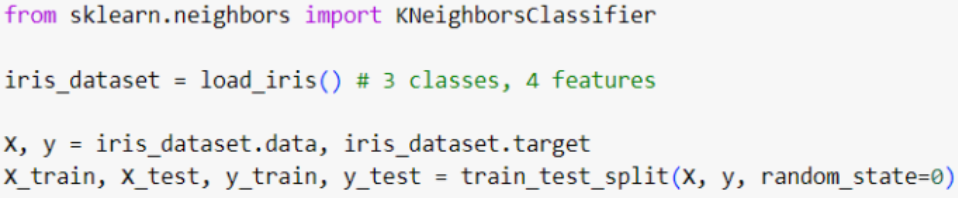 from sklearn.neighbors import KNeighborsClassifier
iris_dataset = load_iris() # 3 classes, 4 features
X, y = iris_dataset.data, iris_dataset.target
X_train, X_test, y_train, y_test = train_test_split(X, y, random_state=0)